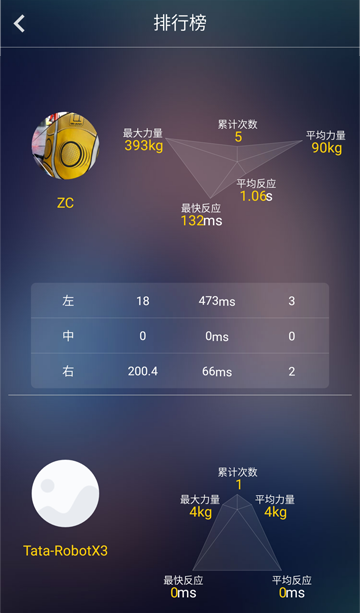 排行榜
累计次数
5
最大力量
393kg
平均力量
90kg
平均反应
1.06s
最快反应
132ms
ZC
左 18 473ms 3
中 0 0ms 0
右 200.4 66ms 2
累计次数
1
最大力量 平均力量
4kg 4kg
Tata-RobotX3
最快反应 平均反应
0ms 0ms